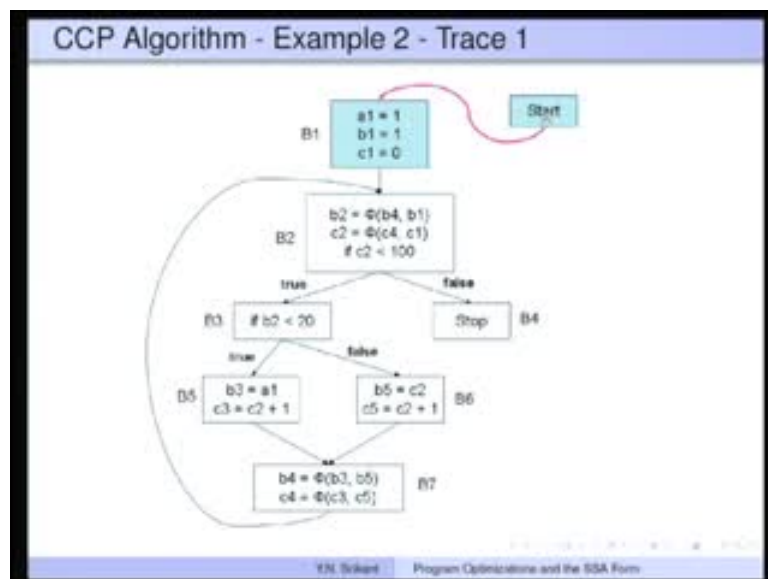 CCP Algorithm - Example 2 - Trace 1
Start
B1
a1 = 1
b1 = 1
c1 = 0
B2
b2 = Φ(b4, b1)
c2 = Φ(c4, c1)
if c2 < 100
true
false
B3
if b2 < 20
Stop
B4
true
false
B5
b3 = a1
c3 = c2 + 1
b5 = c2
c5 = c2 + 1
B6
b4 = Φ(b3, b5)
c4 = Φ(c3, c5)
B7
Y.N. Srikant
Program Optimizations and the SSA Form